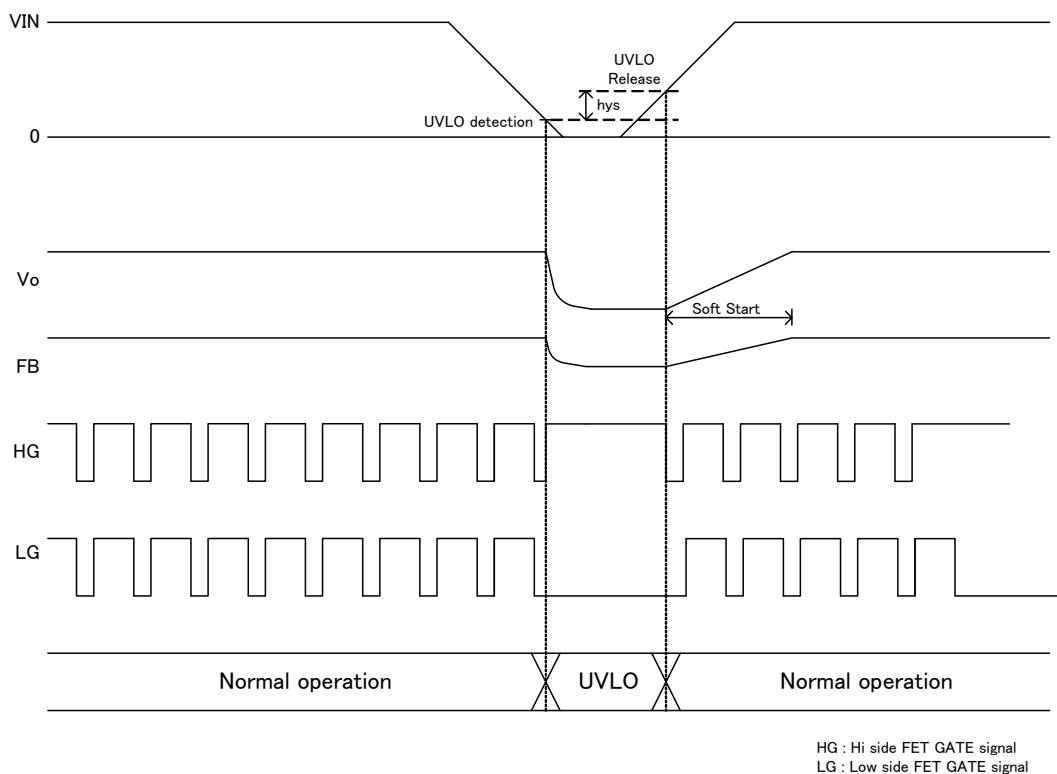 VIN
UVLO
Release
hys
UVLO detection
0
Vo
Soft Start
FB
HG
LG
Normal operation
UVLO
Normal operation
HG : Hi side FET GATE signal
LG : Low side FET GATE signal